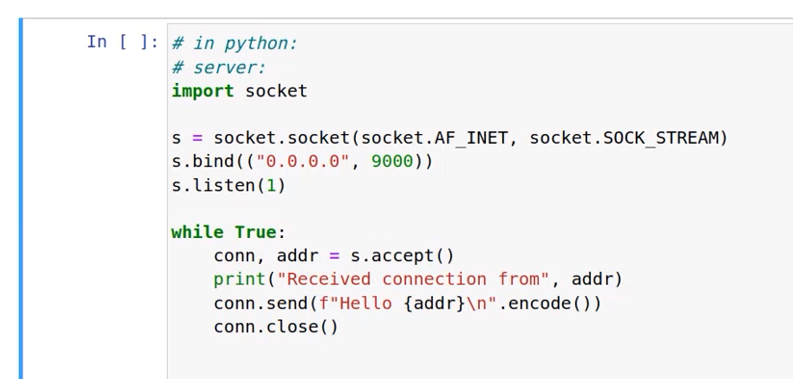 In [ ]: # in python:
# server:
import socket
s = socket.socket(socket.AF_INET, socket.SOCK_STREAM)
s.bind(("0.0.0.0", 9000))
s.listen(1)
while True:
    conn, addr = s.accept()
    print("Received connection from", addr)
    conn.send(f"Hello {addr}\n".encode())
    conn.close()